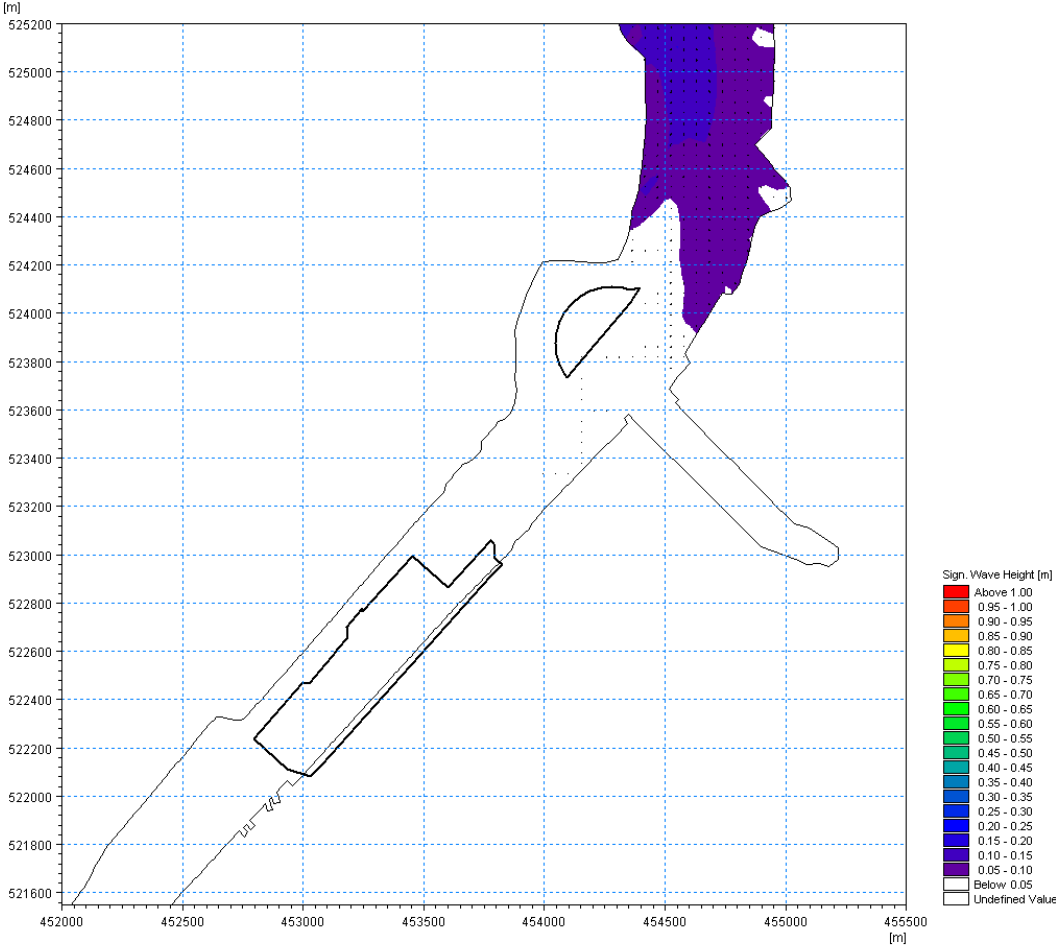 [m]
525200
525000
524800
524600
524400
524200
524000
523800
523600
523400
523200
523000
522800
522600
522400
522200
522000
521800
521600
452000 452500 453000 453500 454000 454500 455000 455500
[m]
Sign. Wave Height [m]
Above 1.00
0.95 - 1.00
0.90 - 0.95
0.85 - 0.90
0.80 - 0.85
0.75 - 0.80
0.70 - 0.75
0.65 - 0.70
0.60 - 0.65
0.55 - 0.60
0.50 - 0.55
0.45 - 0.50
0.40 - 0.45
0.35 - 0.40
0.30 - 0.35
0.25 - 0.30
0.20 - 0.25
0.15 - 0.20
0.10 - 0.15
0.05 - 0.10
Below 0.05
Undefined Value